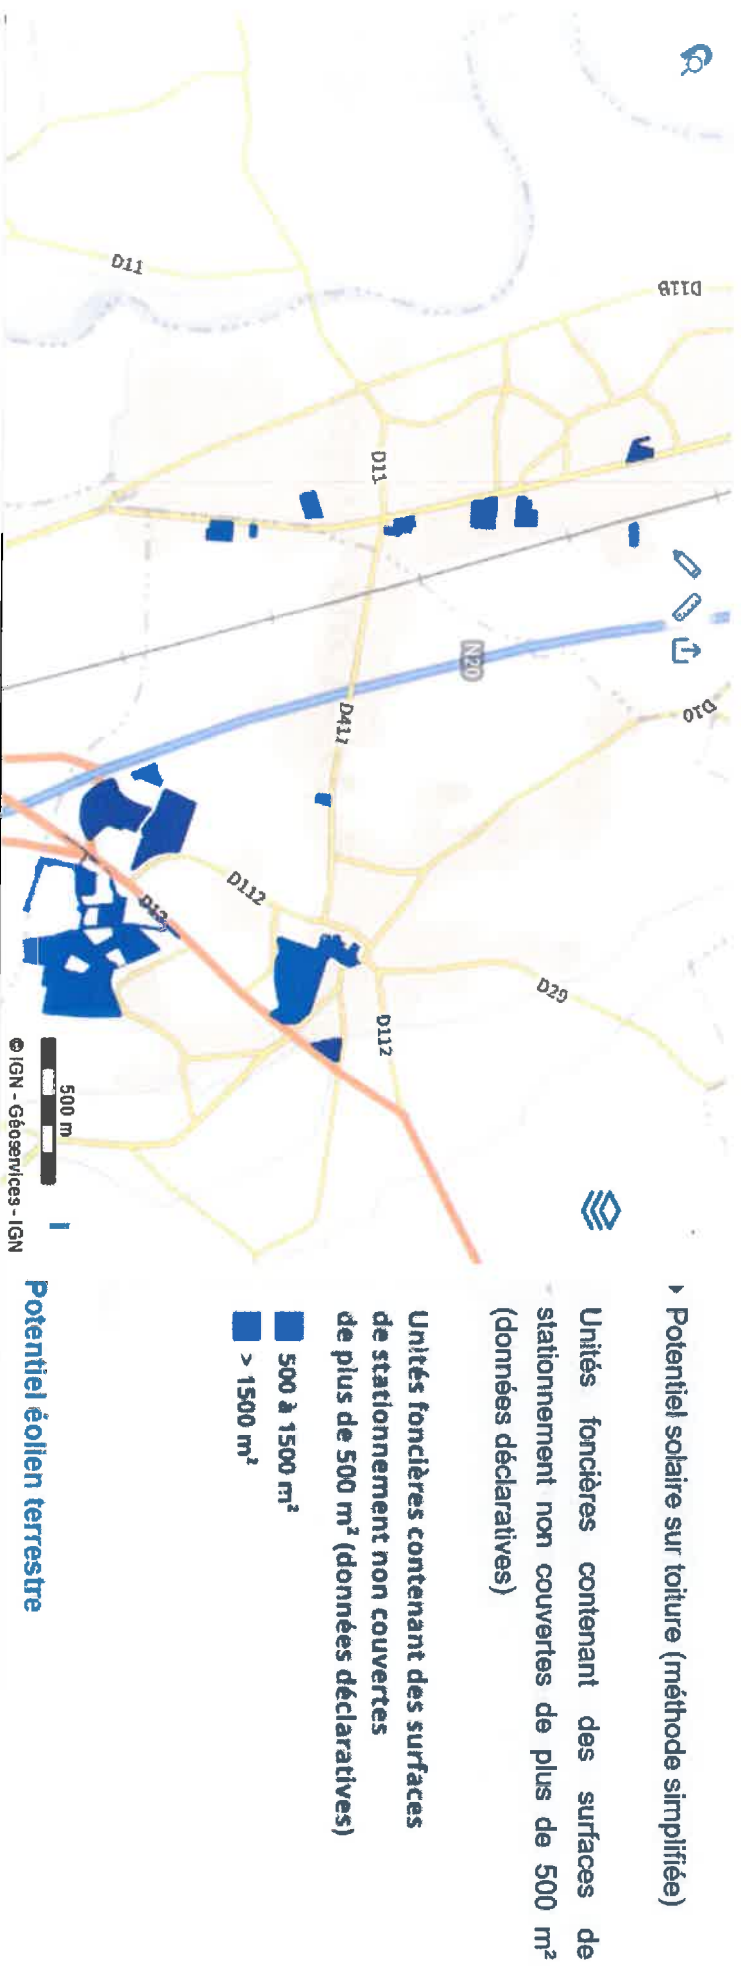 D11B
D10
D29
N20
D11
D112
D112
D11
500 m
© IGN - Géoservices - IGN
Potentiel solaire sur toiture (méthode simplifiée)
Unités foncières contenant des surfaces de
stationnement non couvertes de plus de 500 m²
(données déclaratives)
Unités foncières contenant des surfaces
de stationnement non couvertes
de plus de 500 m² (données déclaratives)
500 à 1500 m²
> 1500 m²
Potentiel éolien terrestre